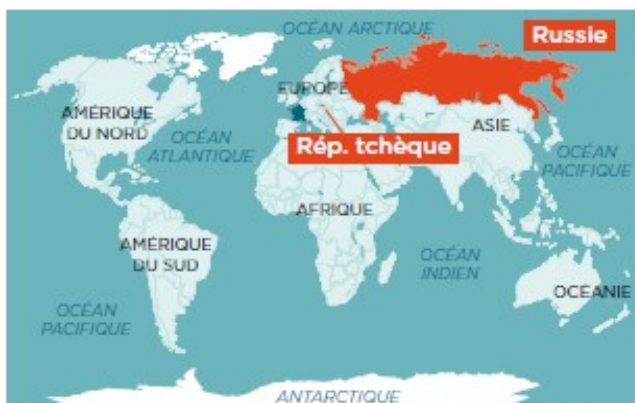 OCÉAN ARCTIQUE
Russie
EUROPE
AMÉRIQUE
DU NORD
OCÉAN
ATLANTIQUE
Rép. tchèque
ASIE
OCÉAN
PACIFIQUE
AFRIQUE
AMÉRIQUE
DU SUD
OCÉAN
INDIEN
OCÉANIE
OCÉAN
PACIFIQUE
ANTARCTIQUE